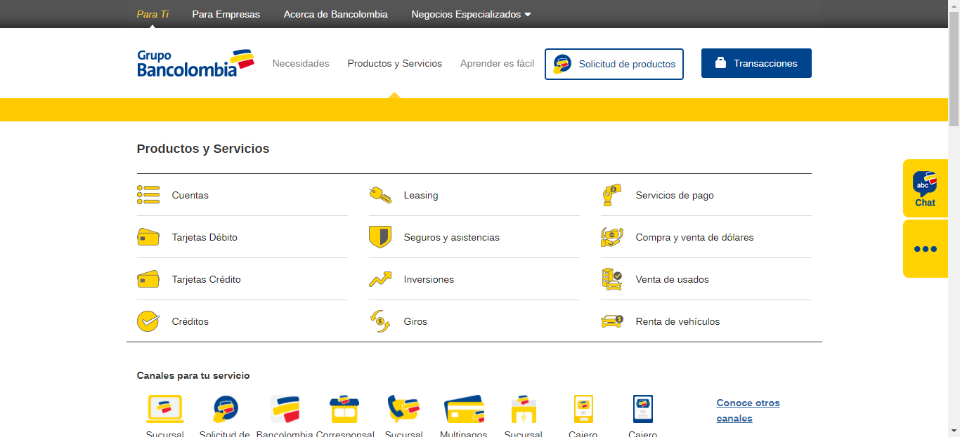 Para Ti
Para Empresas
Acerca de Bancolombia
Negocios Especializados
Grupo
Bancolombia
Necesidades
Productos y Servicios
Aprender es fácil
Solicitud de productos
Transacciones
Productos y Servicios
Cuentas
Leasing
Servicios de pago
Tarjetas Débito
Seguros y asistencias
Compra y venta de dólares
Tarjetas Crédito
Inversiones
Venta de usados
Créditos
Giros
Renta de vehículos
abc
Chat
Canales para tu servicio
Conoce otros
canales
Sucursal
Solicitud de
Bancolombia
Corresponsal
Sucursal
Multipagos
Sucursal
Cajero
Cajero